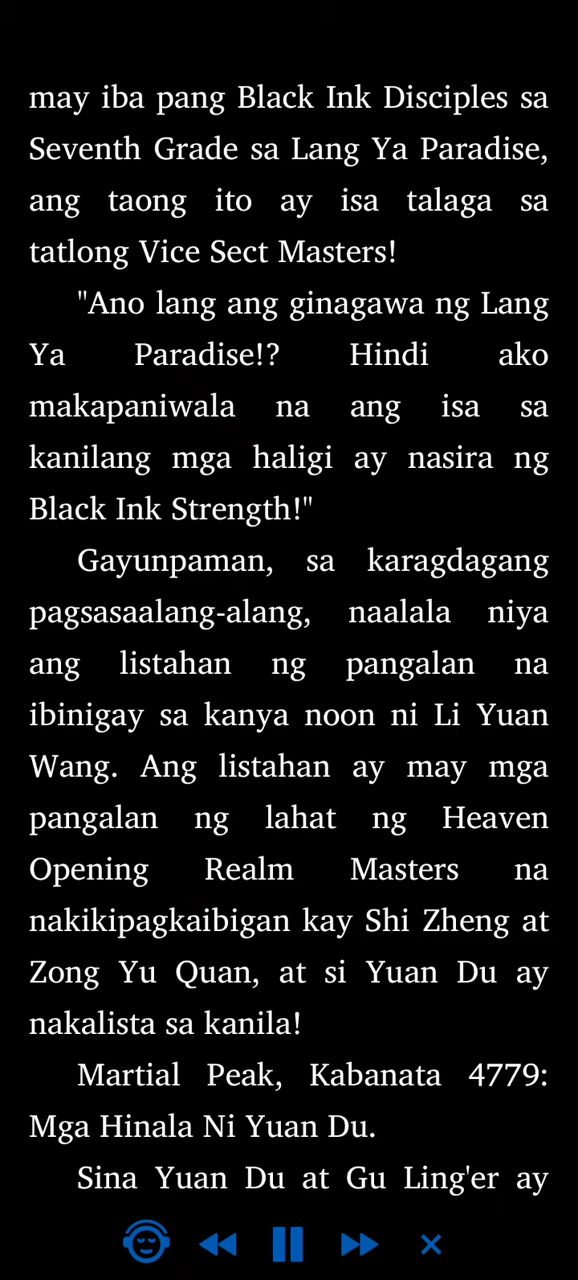 may iba pang Black Ink Disciples sa
Seventh Grade sa Lang Ya Paradise,
ang taong ito ay isa talaga sa
tatlong Vice Sect Masters!
"Ano lang ang ginagawa ng Lang
Ya Paradise!? Hindi ako
makapaniwala na ang isa sa
kanilang mga haligi ay nasira ng
Black Ink Strength!"
Gayunpaman, sa karagdagang
pagsasaalang-alang, naalala niya
ang listahan ng pangalan na
ibinigay sa kanya noon ni Li Yuan
Wang. Ang listahan ay may mga
pangalan ng lahat ng Heaven
Opening Realm Masters na
nakikipagkaibigan kay Shi Zheng at
Zong Yu Quan, at si Yuan Du ay
nakalista sa kanila!
Martial Peak, Kabanata 4779:
Mga Hinala Ni Yuan Du.
Sina Yuan Du at Gu Ling'er ay